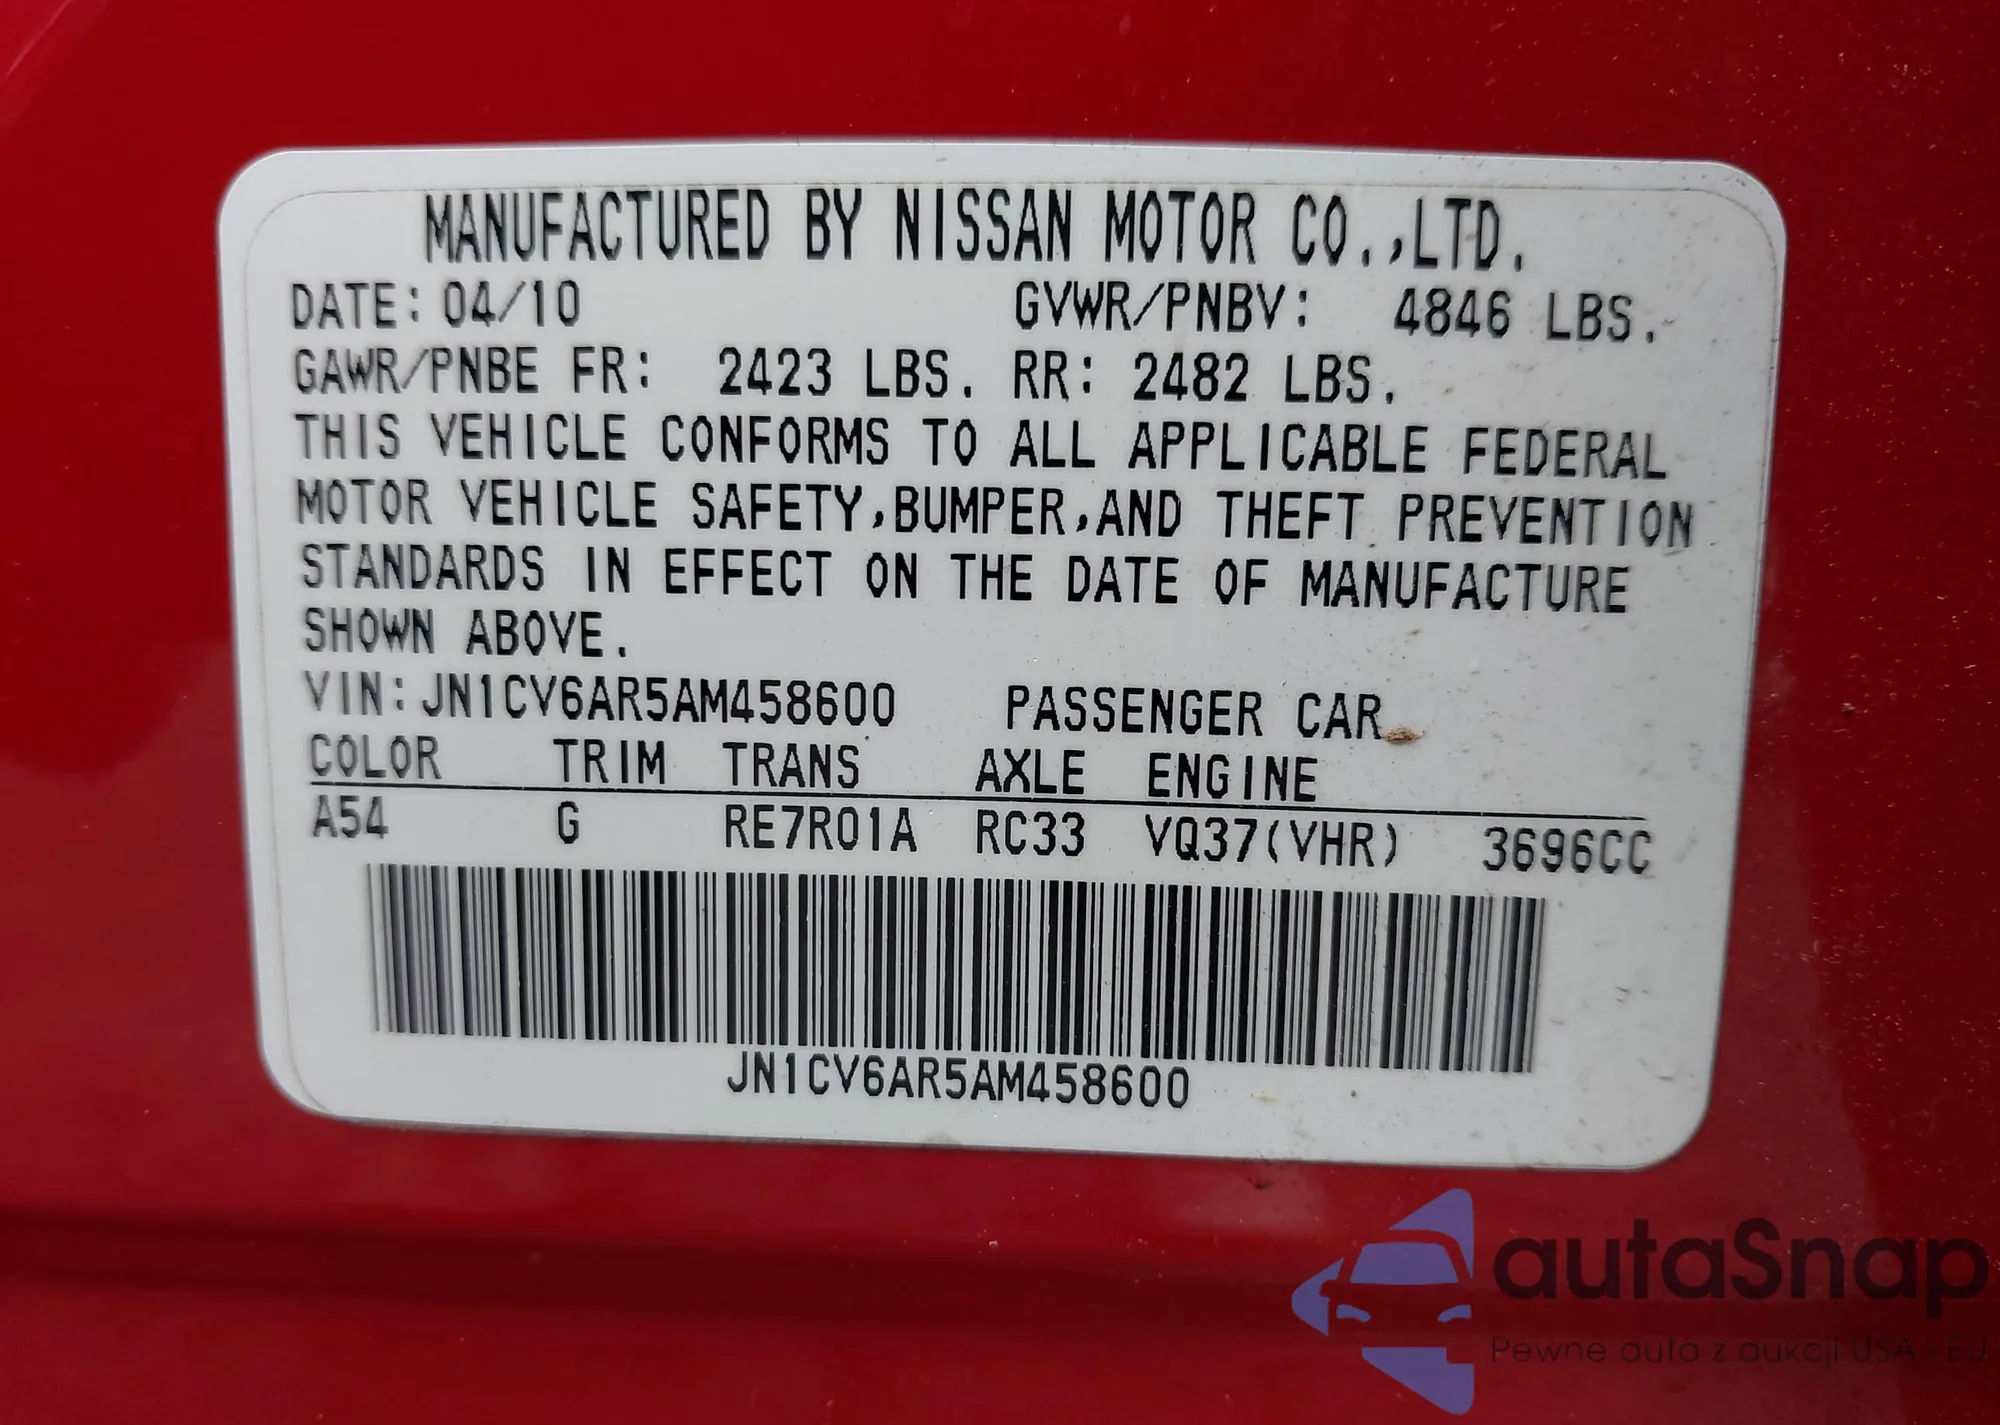 MANUFACTURED BY NISSAN MOTOR CO.,LTD.
DATE: 04/10 GVWR/PNBV: 4846 LBS.
GAWR/PNBE FR: 2423 LBS. RR: 2482 LBS.
THIS VEHICLE CONFORMS TO ALL APPLICABLE FEDERAL
MOTOR VEHICLE SAFETY,BUMPER,AND THEFT PREVENTION
STANDARDS IN EFFECT ON THE DATE OF MANUFACTURE
SHOWN ABOVE.
VIN:JN1CV6AR5AM458600 PASSENGER CAR
COLOR TRIM TRANS AXLE ENGINE
A54 G RE7R01A RC33 VQ37(VHR) 3696CC
JN1CV6AR5AM458600
autaSnap
Pewne auta z aukcji USA - EU